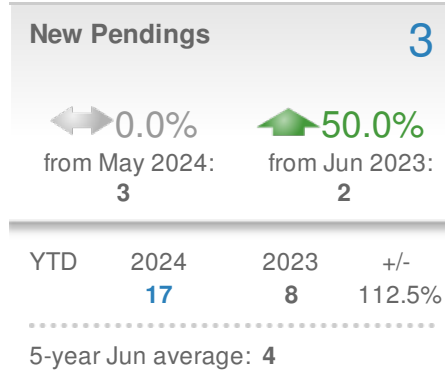 New Pendings 3
0.0% 50.0%
from May 2024: from Jun 2023:
3 2
YTD 2024 2023 +/-
17 8 112.5%
5-year Jun average: 4